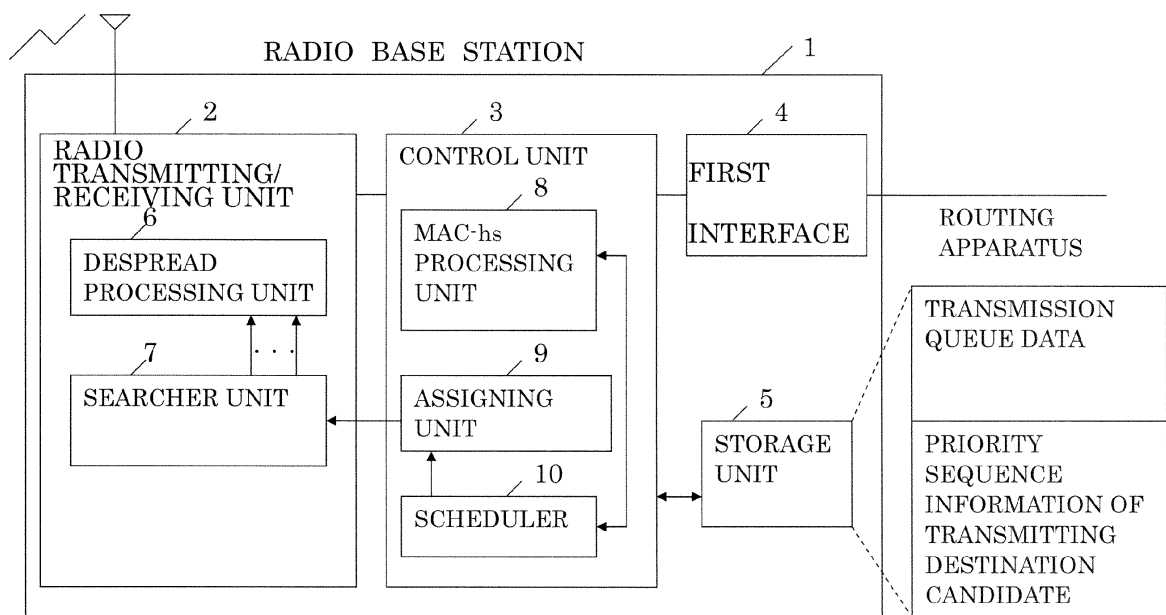 RADIO BASE STATION
1
2
RADIO
TRANSMITTING/
RECEIVING UNIT
6
DESPREAD
PROCESSING UNIT
. . .
7
SEARCHER UNIT
3
CONTROL UNIT
8
MAC-hs
PROCESSING
UNIT
9
ASSIGNING
UNIT
10
SCHEDULER
4
FIRST
INTERFACE
ROUTING
APPARATUS
5
STORAGE
UNIT
TRANSMISSION
QUEUE DATA
PRIORITY
SEQUENCE
INFORMATION OF
TRANSMITTING
DESTINATION
CANDIDATE